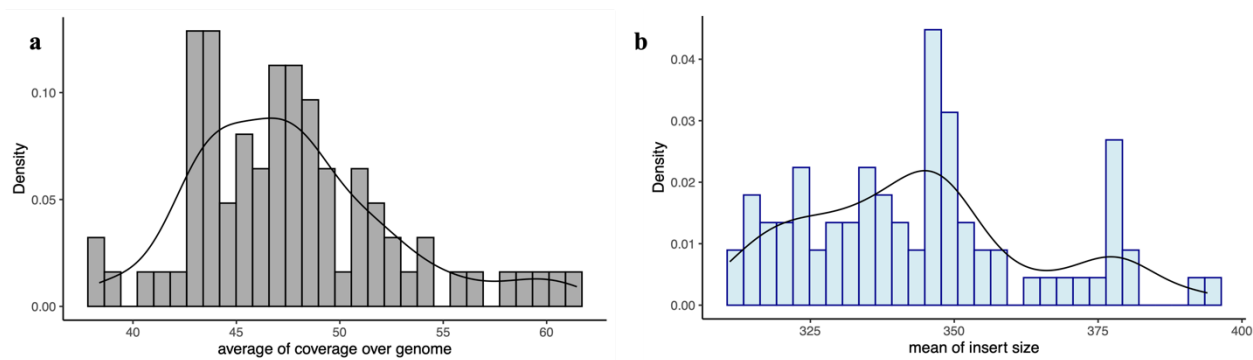 a
Density
0.10
0.05
0.00
40 45 50 55 60
average of coverage over genome
b
Density
0.04
0.03
0.02
0.01
0.00
325 350 375 400
mean of insert size